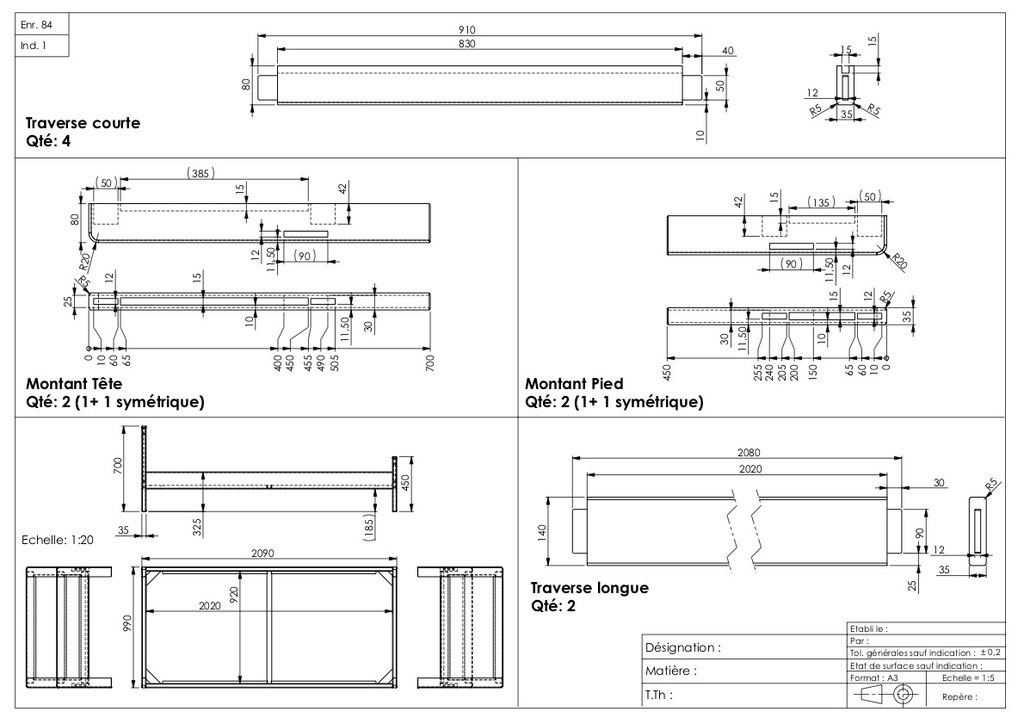 Enr. 84
Ind. 1
910
830
40
80
50
10
15
15
12
R5
R5
35
Traverse courte
Qté: 4
(50)
(385)
15
42
80
R20
12
11,50
(90)
R5
12
15
25
10
11,50
30
0
10
60
65
400
450
455
490
505
700
Montant Tête
Qté: 2 (1+ 1 symétrique)
42
15
(135)
(50)
(90)
11,50
12
R20
15
12
R5
30
11,50
10
35
450
255
240
205
200
150
65
60
10
0
Montant Pied
Qté: 2 (1+ 1 symétrique)
700
450
35
325
(185)
Echelle: 1:20
2090
990
920
2020
2080
2020
30
R5
140
90
12
25
35
Traverse longue
Qté: 2
Désignation :
Matière :
T.Th :
Etabli le :
Par :
Tol. générales sauf indication : ±0,2
Etat de surface sauf indication :
Format : A3
Echelle = 1:5
Repère :